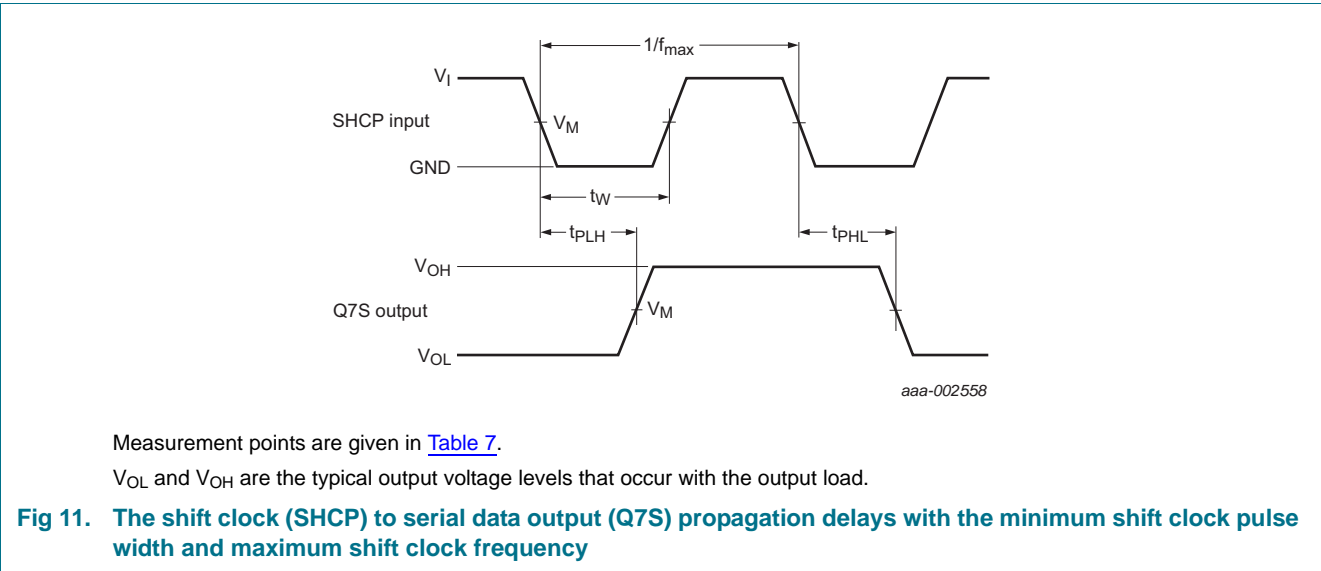 1/fmax
VI
SHCP input
VM
GND
tW
tPLH
tPHL
VOH
Q7S output
VM
VOL
aaa-002558
Measurement points are given in Table 7.
VOL and VOH are the typical output voltage levels that occur with the output load.
Fig 11. The shift clock (SHCP) to serial data output (Q7S) propagation delays with the minimum shift clock pulse
width and maximum shift clock frequency